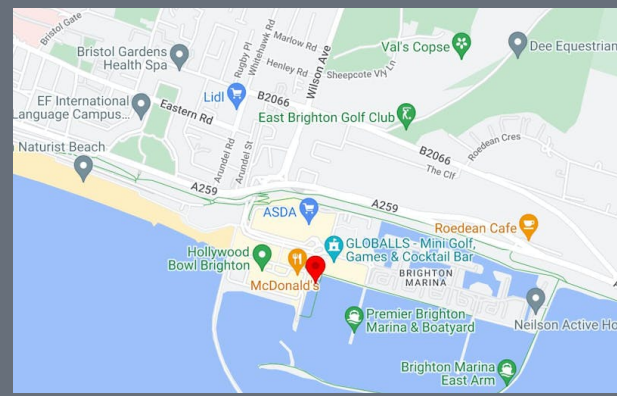 Bristol Gate
Bristol Gardens
Health Spa
Rugby Pl
Whitehawk Rd
Marlow Rd
Henley Rd
Wilson Ave
Sheepcote Vly Ln
Val's Copse
Dee Equestrian
EF International
Language Campus...
Lidl
B2066
Eastern Rd
East Brighton Golf Club
B2066
Roedean Cres
The Clf
Naturist Beach
Arundel Rd
Arundel St
A259
A259
ASDA
Roedean Cafe
Hollywood
Bowl Brighton
GLOBALLS - Mini Golf,
Games & Cocktail Bar
McDonald's
BRIGHTON
MARINA
Premier Brighton
Marina & Boatyard
Neilson Active Ho
Brighton Marina
East Arm